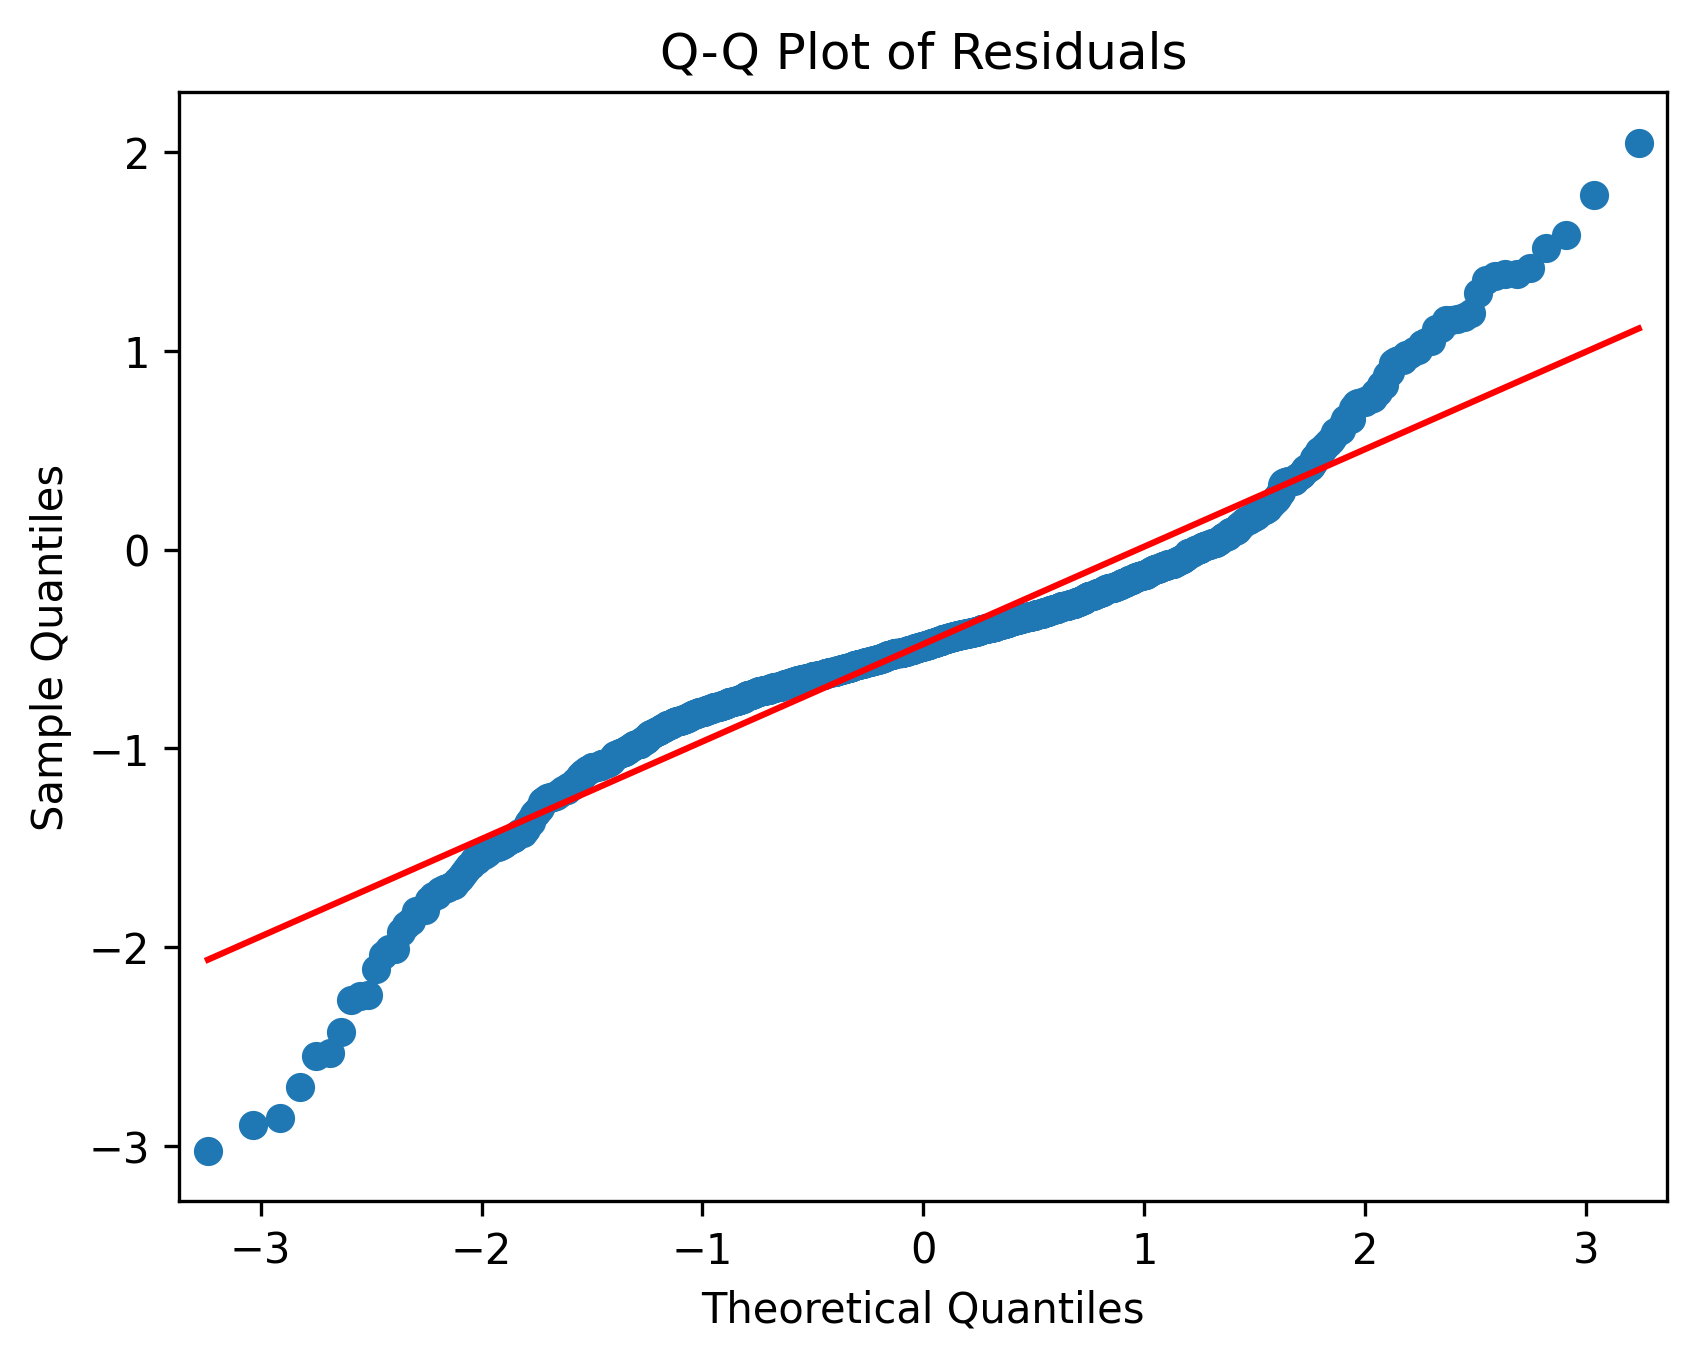 Q-Q Plot of Residuals
2
1
0
−1
−2
−3
Sample Quantiles
−3 −2 −1 0 1 2 3
Theoretical Quantiles